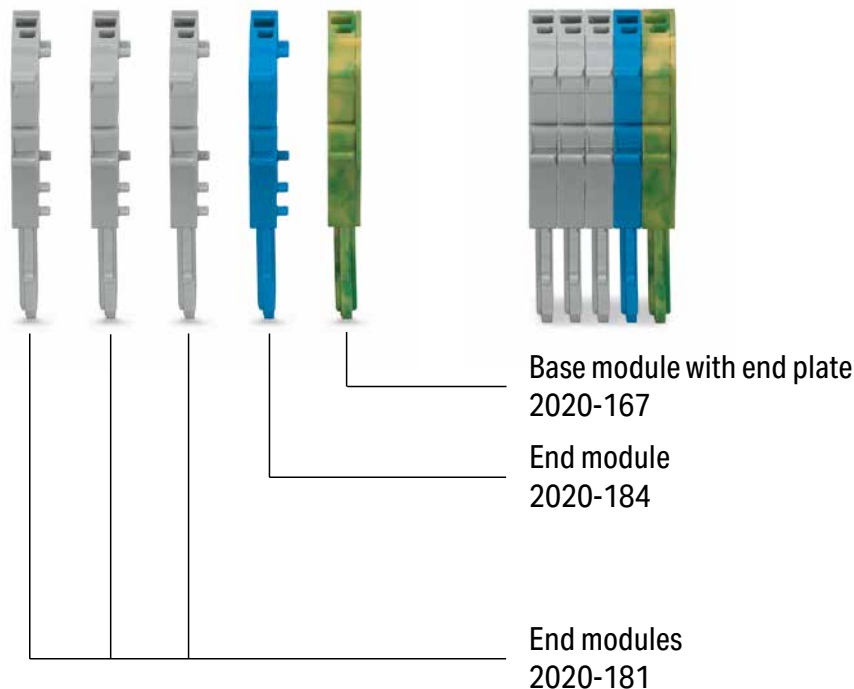 Base module with end plate
2020-167
End module
2020-184
End modules
2020-181